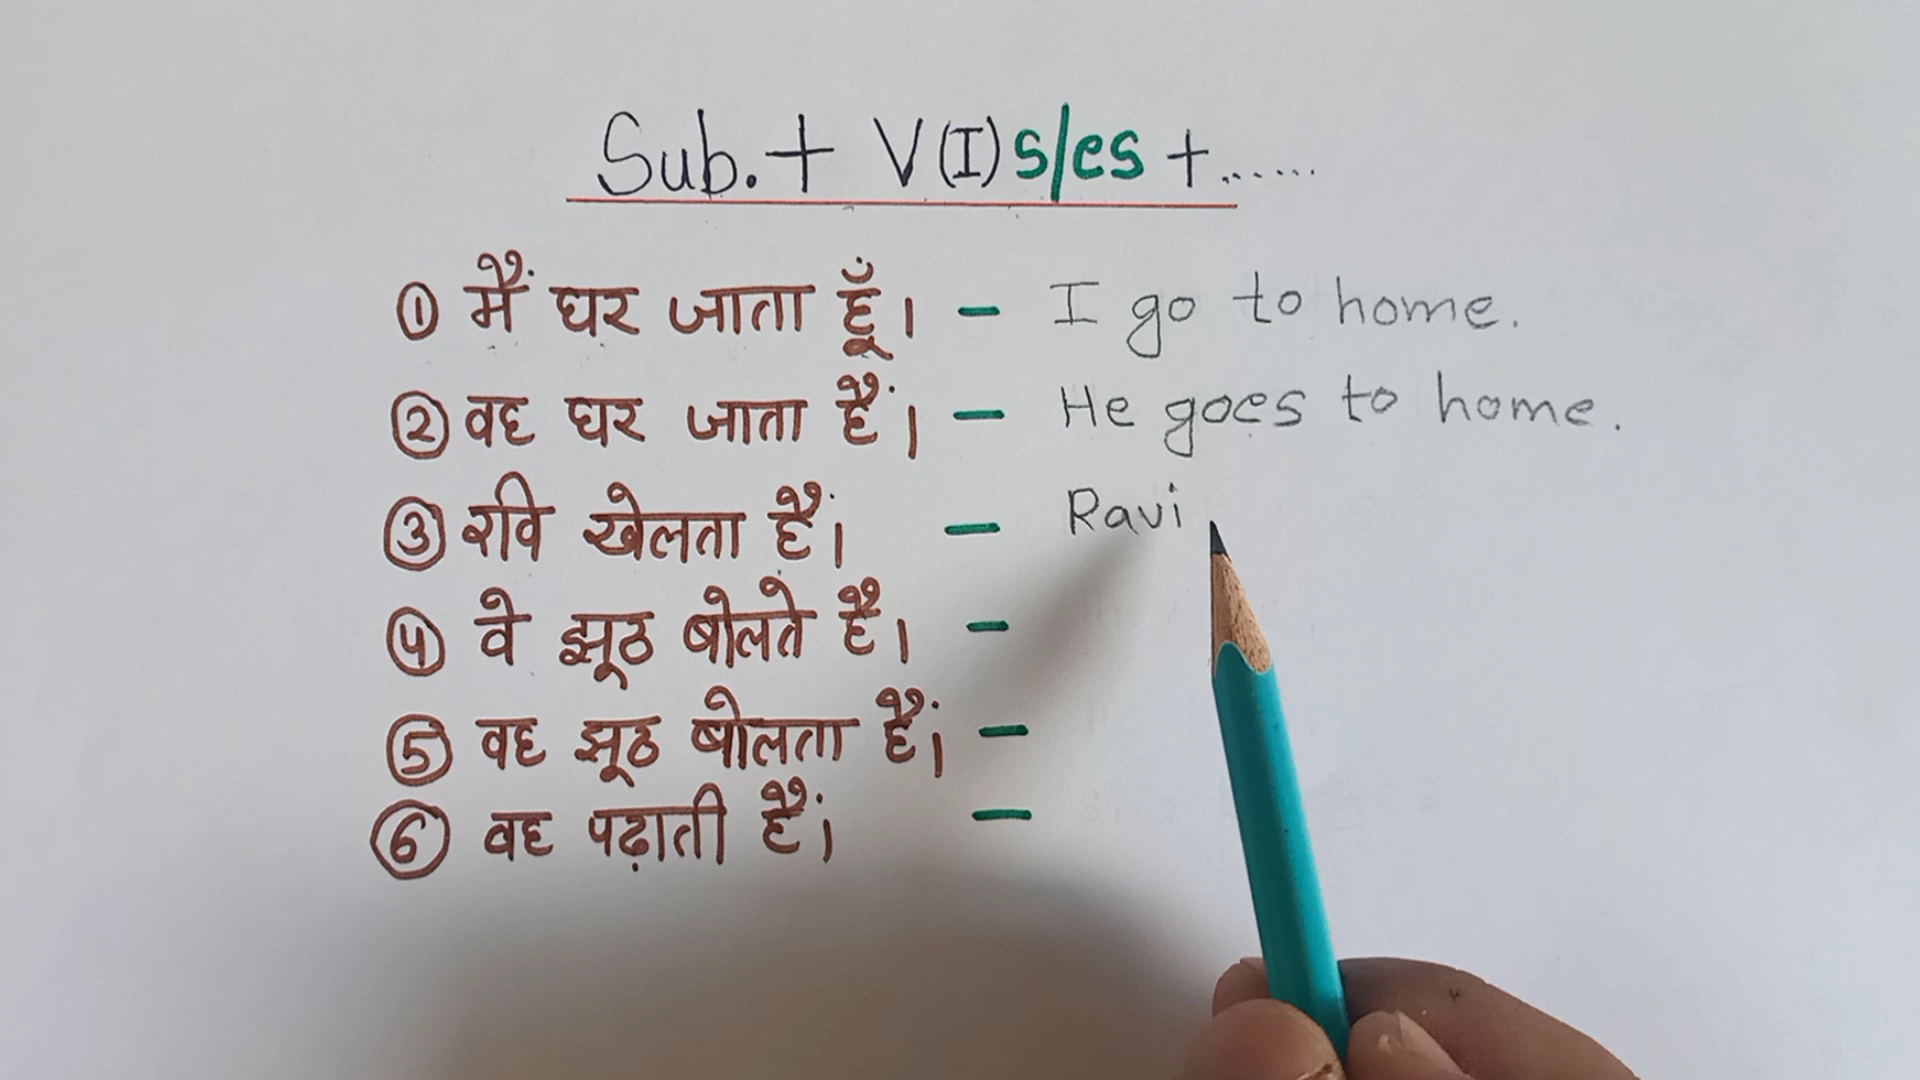 Sub. + V(I) s/es + ......
① मैं घर जाता हूँ। - I go to home.
② वह घर जाता हैं। - He goes to home.
③ रवि खेलता हैं। - Ravi
④ वे झूठ बोलते है। -
⑤ वह झूठ बोलता हैं। -
⑥ वह पढ़ाती हैं। -